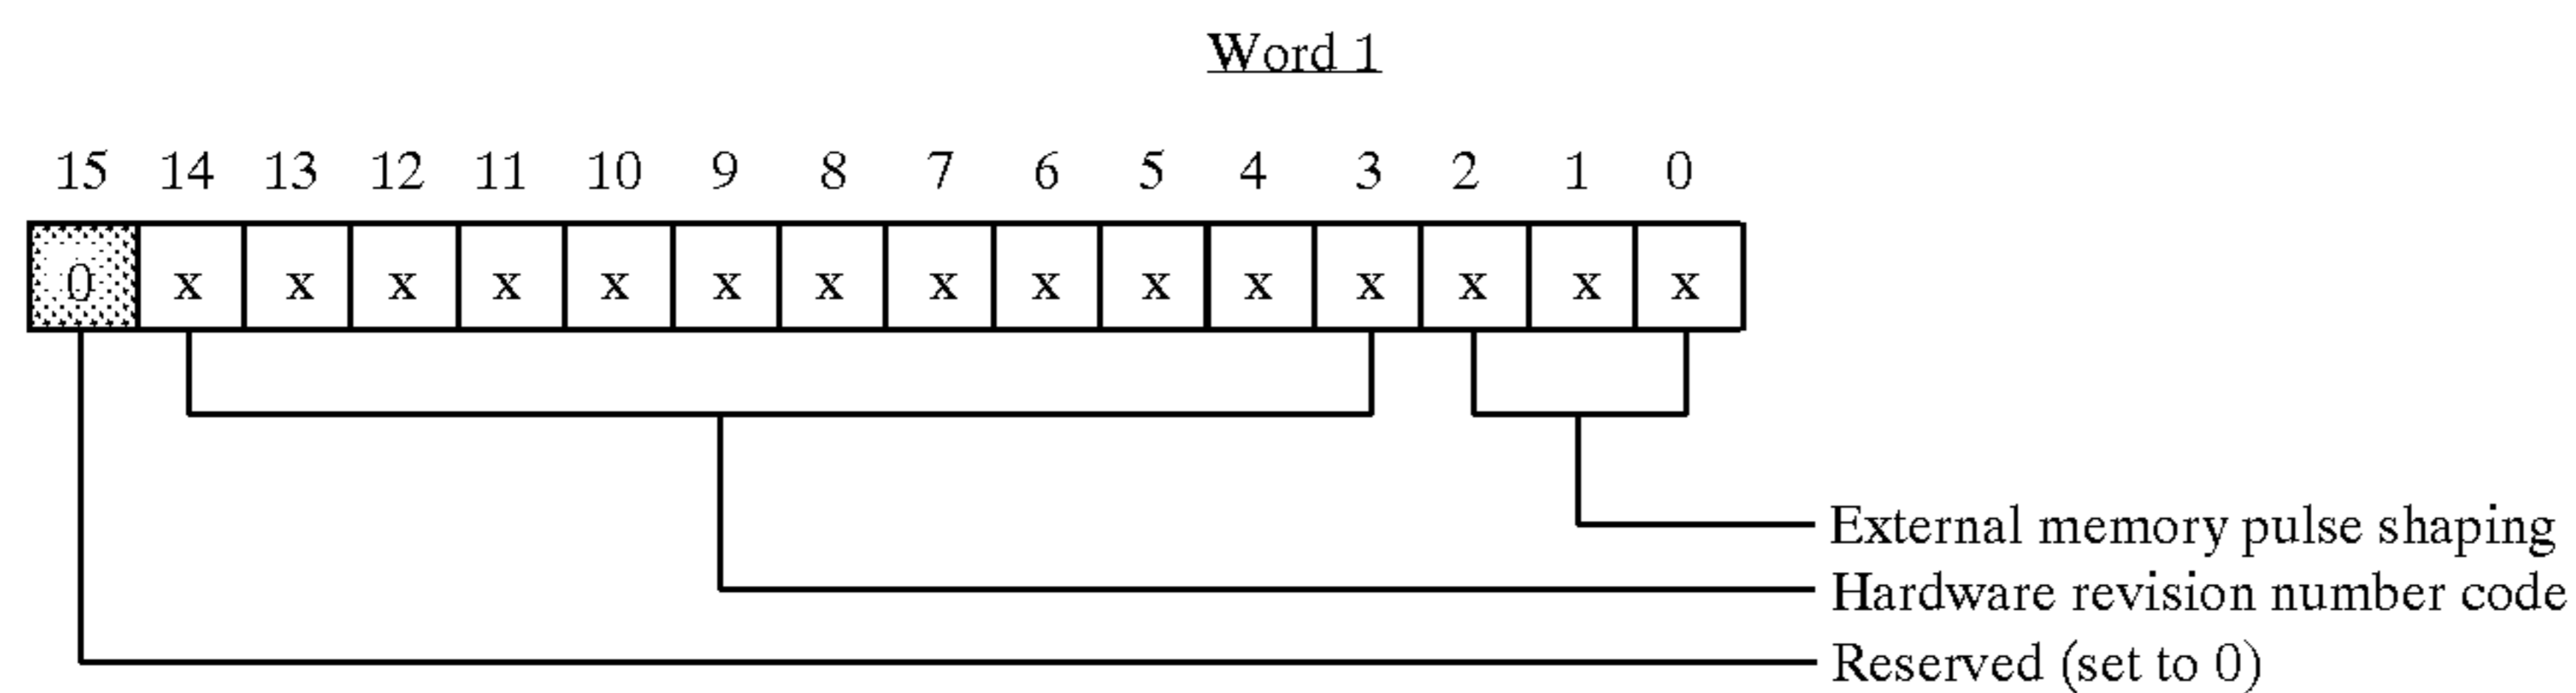 Word 1
15 14 13 12 11 10 9 8 7 6 5 4 3 2 1 0
0 x x x x x x x x x x x x x x x
External memory pulse shaping
Hardware revision number code
Reserved (set to 0)